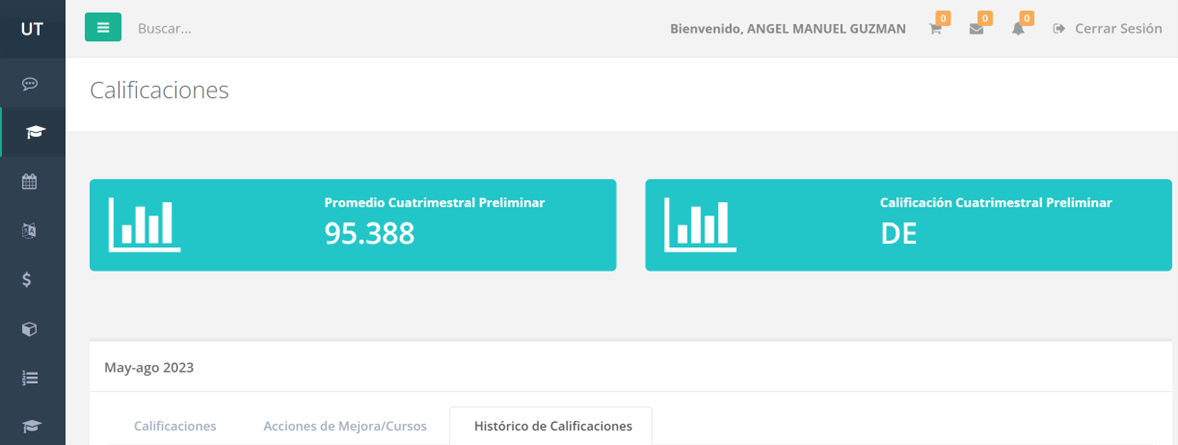 UT
Buscar...
Bienvenido, ANGEL MANUEL GUZMAN
0
0
0
Cerrar Sesión
Calificaciones
Promedio Cuatrimestral Preliminar
95.388
Calificación Cuatrimestral Preliminar
DE
May-ago 2023
Calificaciones
Acciones de Mejora/Cursos
Histórico de Calificaciones